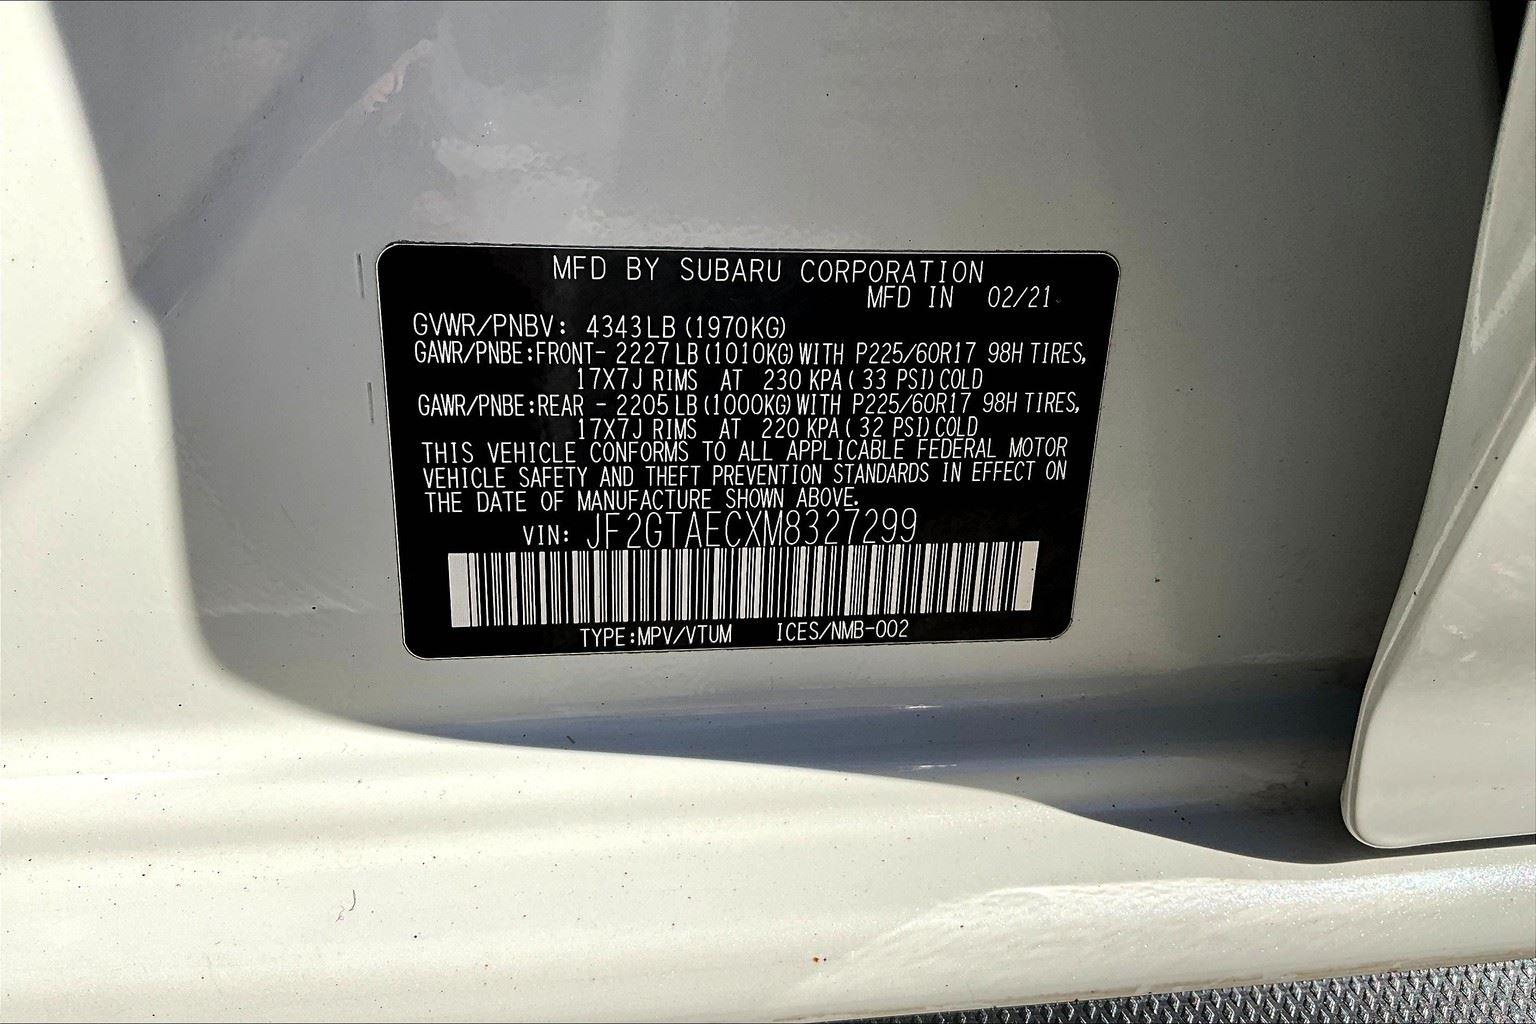 MFD BY SUBARU CORPORATION
MFD IN 02/21
GVWR/PNBV: 4343LB (1970KG)
GAWR/PNBE:FRONT- 2227LB (1010KG) WITH P225/60R17 98H TIRES,
17X7J RIMS AT 230 KPA ( 33 PSI) COLD
GAWR/PNBE:REAR - 2205LB (1000KG) WITH P225/60R17 98H TIRES,
17X7J RIMS AT 220 KPA ( 32 PSI) COLD
THIS VEHICLE CONFORMS TO ALL APPLICABLE FEDERAL MOTOR
VEHICLE SAFETY AND THEFT PREVENTION STANDARDS IN EFFECT ON
THE DATE OF MANUFACTURE SHOWN ABOVE.
VIN: JF2GTAECXM8327299
TYPE:MPV/VTUM ICES/NMB-002